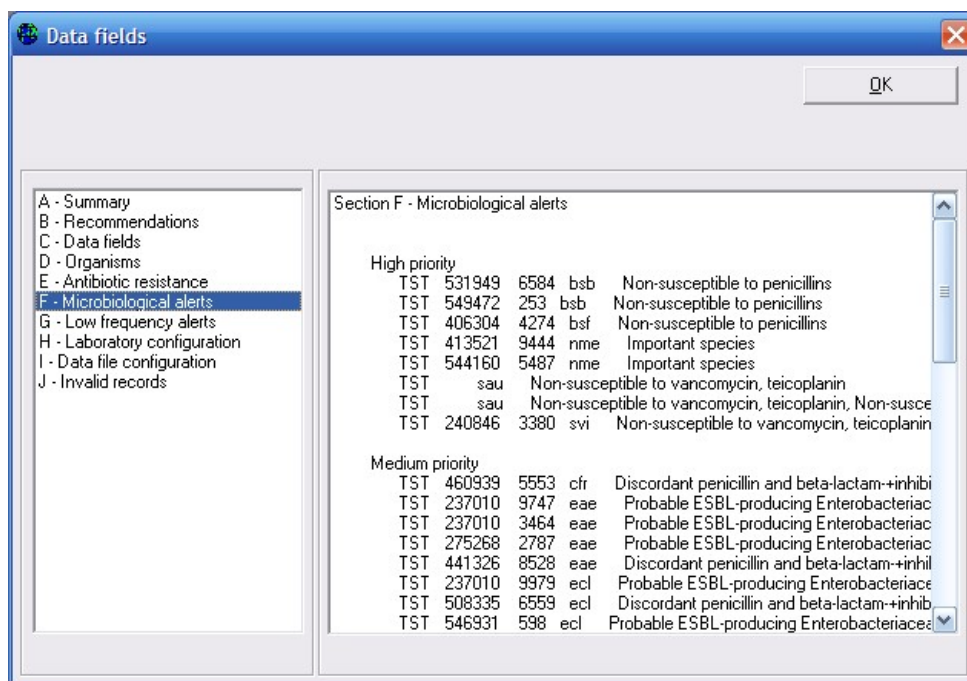 Data fields
OK
A - Summary
B - Recommendations
C - Data fields
D - Organisms
E - Antibiotic resistance
F - Microbiological alerts
G - Low frequency alerts
H - Laboratory configuration
I - Data file configuration
J - Invalid records
Section F - Microbiological alerts
High priority
TST 531949 6584 bsb Non-susceptible to penicillins
TST 549472 253 bsb Non-susceptible to penicillins
TST 406304 4274 bsf Non-susceptible to penicillins
TST 413521 9444 nme Important species
TST 544160 5487 nme Important species
TST sau Non-susceptible to vancomycin, teicoplanin
TST sau Non-susceptible to vancomycin, teicoplanin, Non-susce
TST 240846 3380 svi Non-susceptible to vancomycin, teicoplanin
Medium priority
TST 460939 5553 cfr Discordant penicillin and beta-lactam-+inhibi
TST 237010 9747 eae Probable ESBL-producing Enterobacteriac
TST 237010 3464 eae Probable ESBL-producing Enterobacteriac
TST 275268 2787 eae Probable ESBL-producing Enterobacteriac
TST 441326 8528 eae Discordant penicillin and beta-lactam-+inhil
TST 237010 9979 ecl Probable ESBL-producing Enterobacteriace
TST 508335 6559 ecl Discordant penicillin and beta-lactam-+inhib
TST 546931 598 ecl Probable ESBL-producing Enterobacteriacea